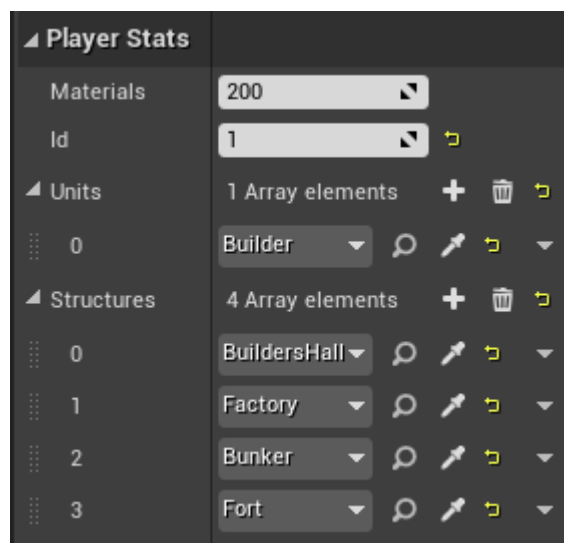 Player Stats
Materials 200
Id 1
Units 1 Array elements
0 Builder
Structures 4 Array elements
0 BuildersHall
1 Factory
2 Bunker
3 Fort